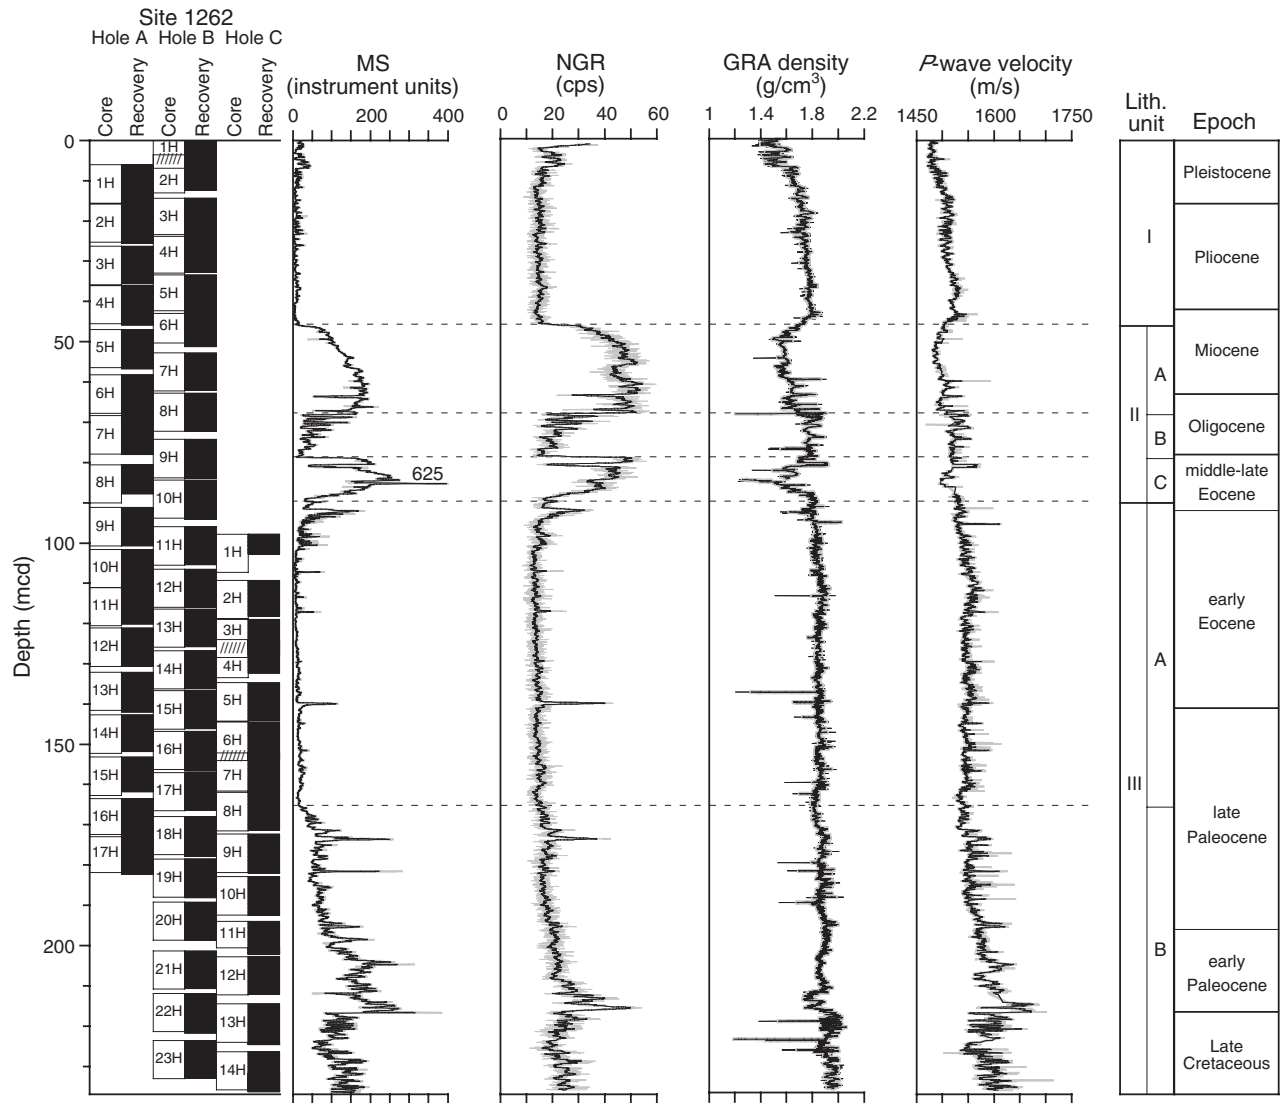 Site 1262
Hole A Hole B Hole C
Core Recovery Core Recovery Core Recovery
MS
(instrument units)
NGR
(cps)
GRA density
(g/cm³)
P-wave velocity
(m/s)
Lith.
unit
Epoch
0 200 400
0 20 40 60
1 1.4 1.8 2.2
1450 1600 1750
Depth (mcd)
0
50
100
150
200
1H
2H
3H
4H
5H
6H
7H
8H
9H
10H
11H
12H
13H
14H
15H
16H
17H
1H
2H
3H
4H
5H
6H
7H
8H
9H
10H
11H
12H
13H
14H
15H
16H
17H
18H
19H
20H
21H
22H
23H
1H
2H
3H
4H
5H
6H
7H
8H
9H
10H
11H
12H
13H
14H
625
I
II
A
B
C
III
A
B
Pleistocene
Pliocene
Miocene
Oligocene
middle-late
Eocene
early
Eocene
late
Paleocene
early
Paleocene
Late
Cretaceous